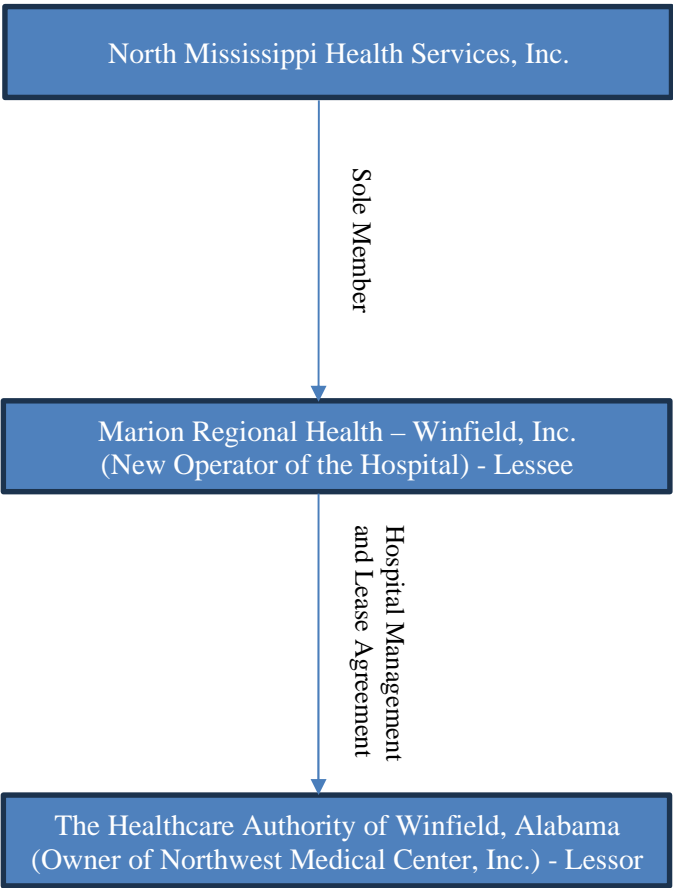 North Mississippi Health Services, Inc.
Sole Member
Marion Regional Health – Winfield, Inc.
(New Operator of the Hospital) - Lessee
Hospital Management
and Lease Agreement
The Healthcare Authority of Winfield, Alabama
(Owner of Northwest Medical Center, Inc.) - Lessor